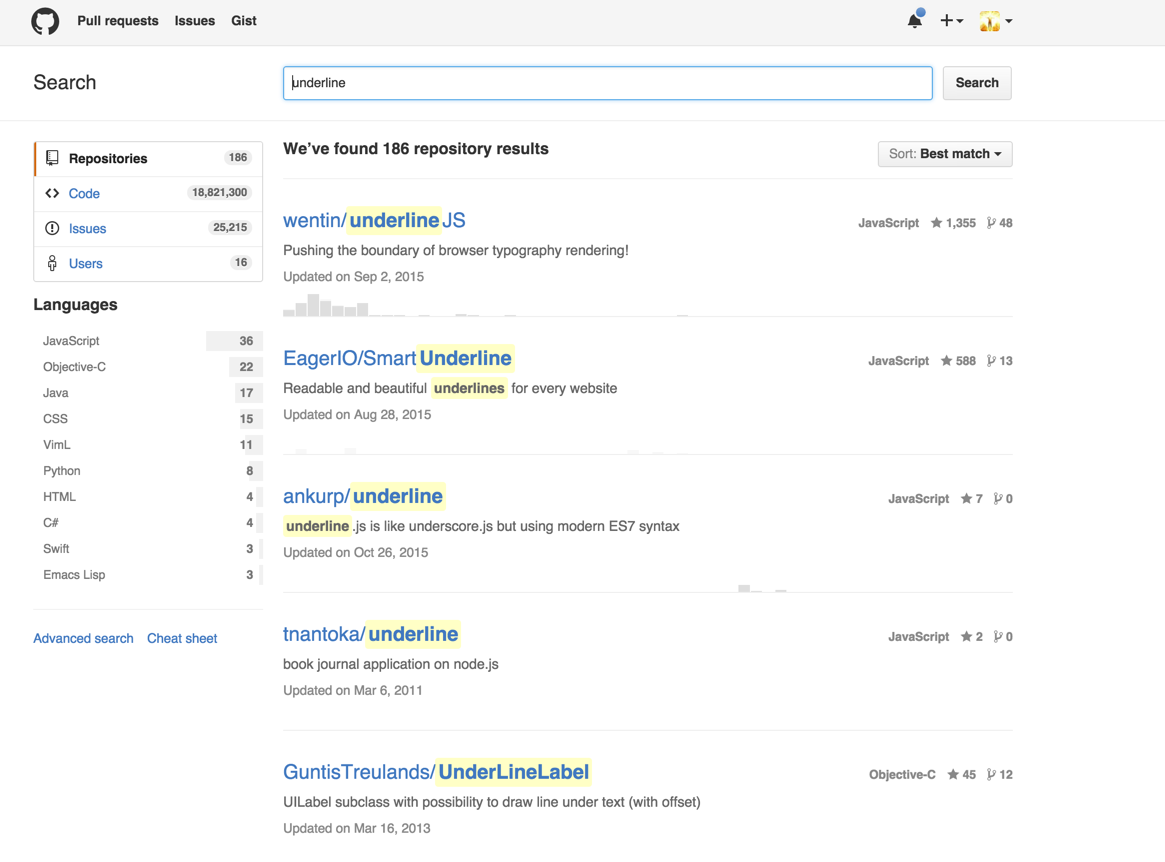 Pull requests Issues Gist
Search
underline
Search
Repositories 186
Code 18,821,300
Issues 25,215
Users 16
Languages
JavaScript 36
Objective-C 22
Java 17
CSS 15
VimL 11
Python 8
HTML 4
C# 4
Swift 3
Emacs Lisp 3
Advanced search Cheat sheet
We’ve found 186 repository results
Sort: Best match
wentin/underlineJS
JavaScript 1,355 48
Pushing the boundary of browser typography rendering!
Updated on Sep 2, 2015
EagerIO/SmartUnderline
JavaScript 588 13
Readable and beautiful underlines for every website
Updated on Aug 28, 2015
ankurp/underline
JavaScript 7 0
underline.js is like underscore.js but using modern ES7 syntax
Updated on Oct 26, 2015
tnantoka/underline
JavaScript 2 0
book journal application on node.js
Updated on Mar 6, 2011
GuntisTreulands/UnderLineLabel
Objective-C 45 12
UILabel subclass with possibility to draw line under text (with offset)
Updated on Mar 16, 2013